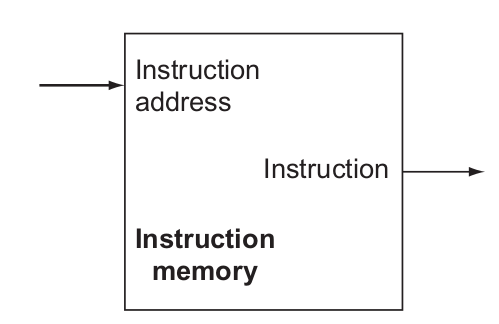 Instruction
address
Instruction
Instruction
memory